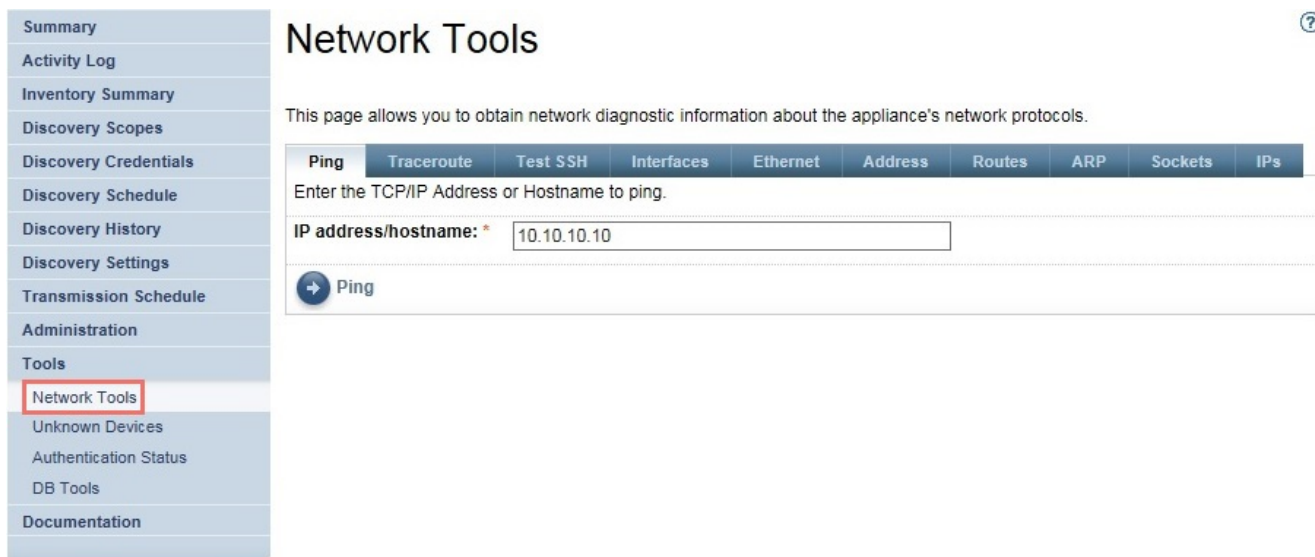 Summary
Activity Log
Inventory Summary
Discovery Scopes
Discovery Credentials
Discovery Schedule
Discovery History
Discovery Settings
Transmission Schedule
Administration
Tools
Network Tools
Unknown Devices
Authentication Status
DB Tools
Documentation
Network Tools
?
This page allows you to obtain network diagnostic information about the appliance's network protocols.
Ping Traceroute Test SSH Interfaces Ethernet Address Routes ARP Sockets IPs
Enter the TCP/IP Address or Hostname to ping.
IP address/hostname: * 10.10.10.10
Ping